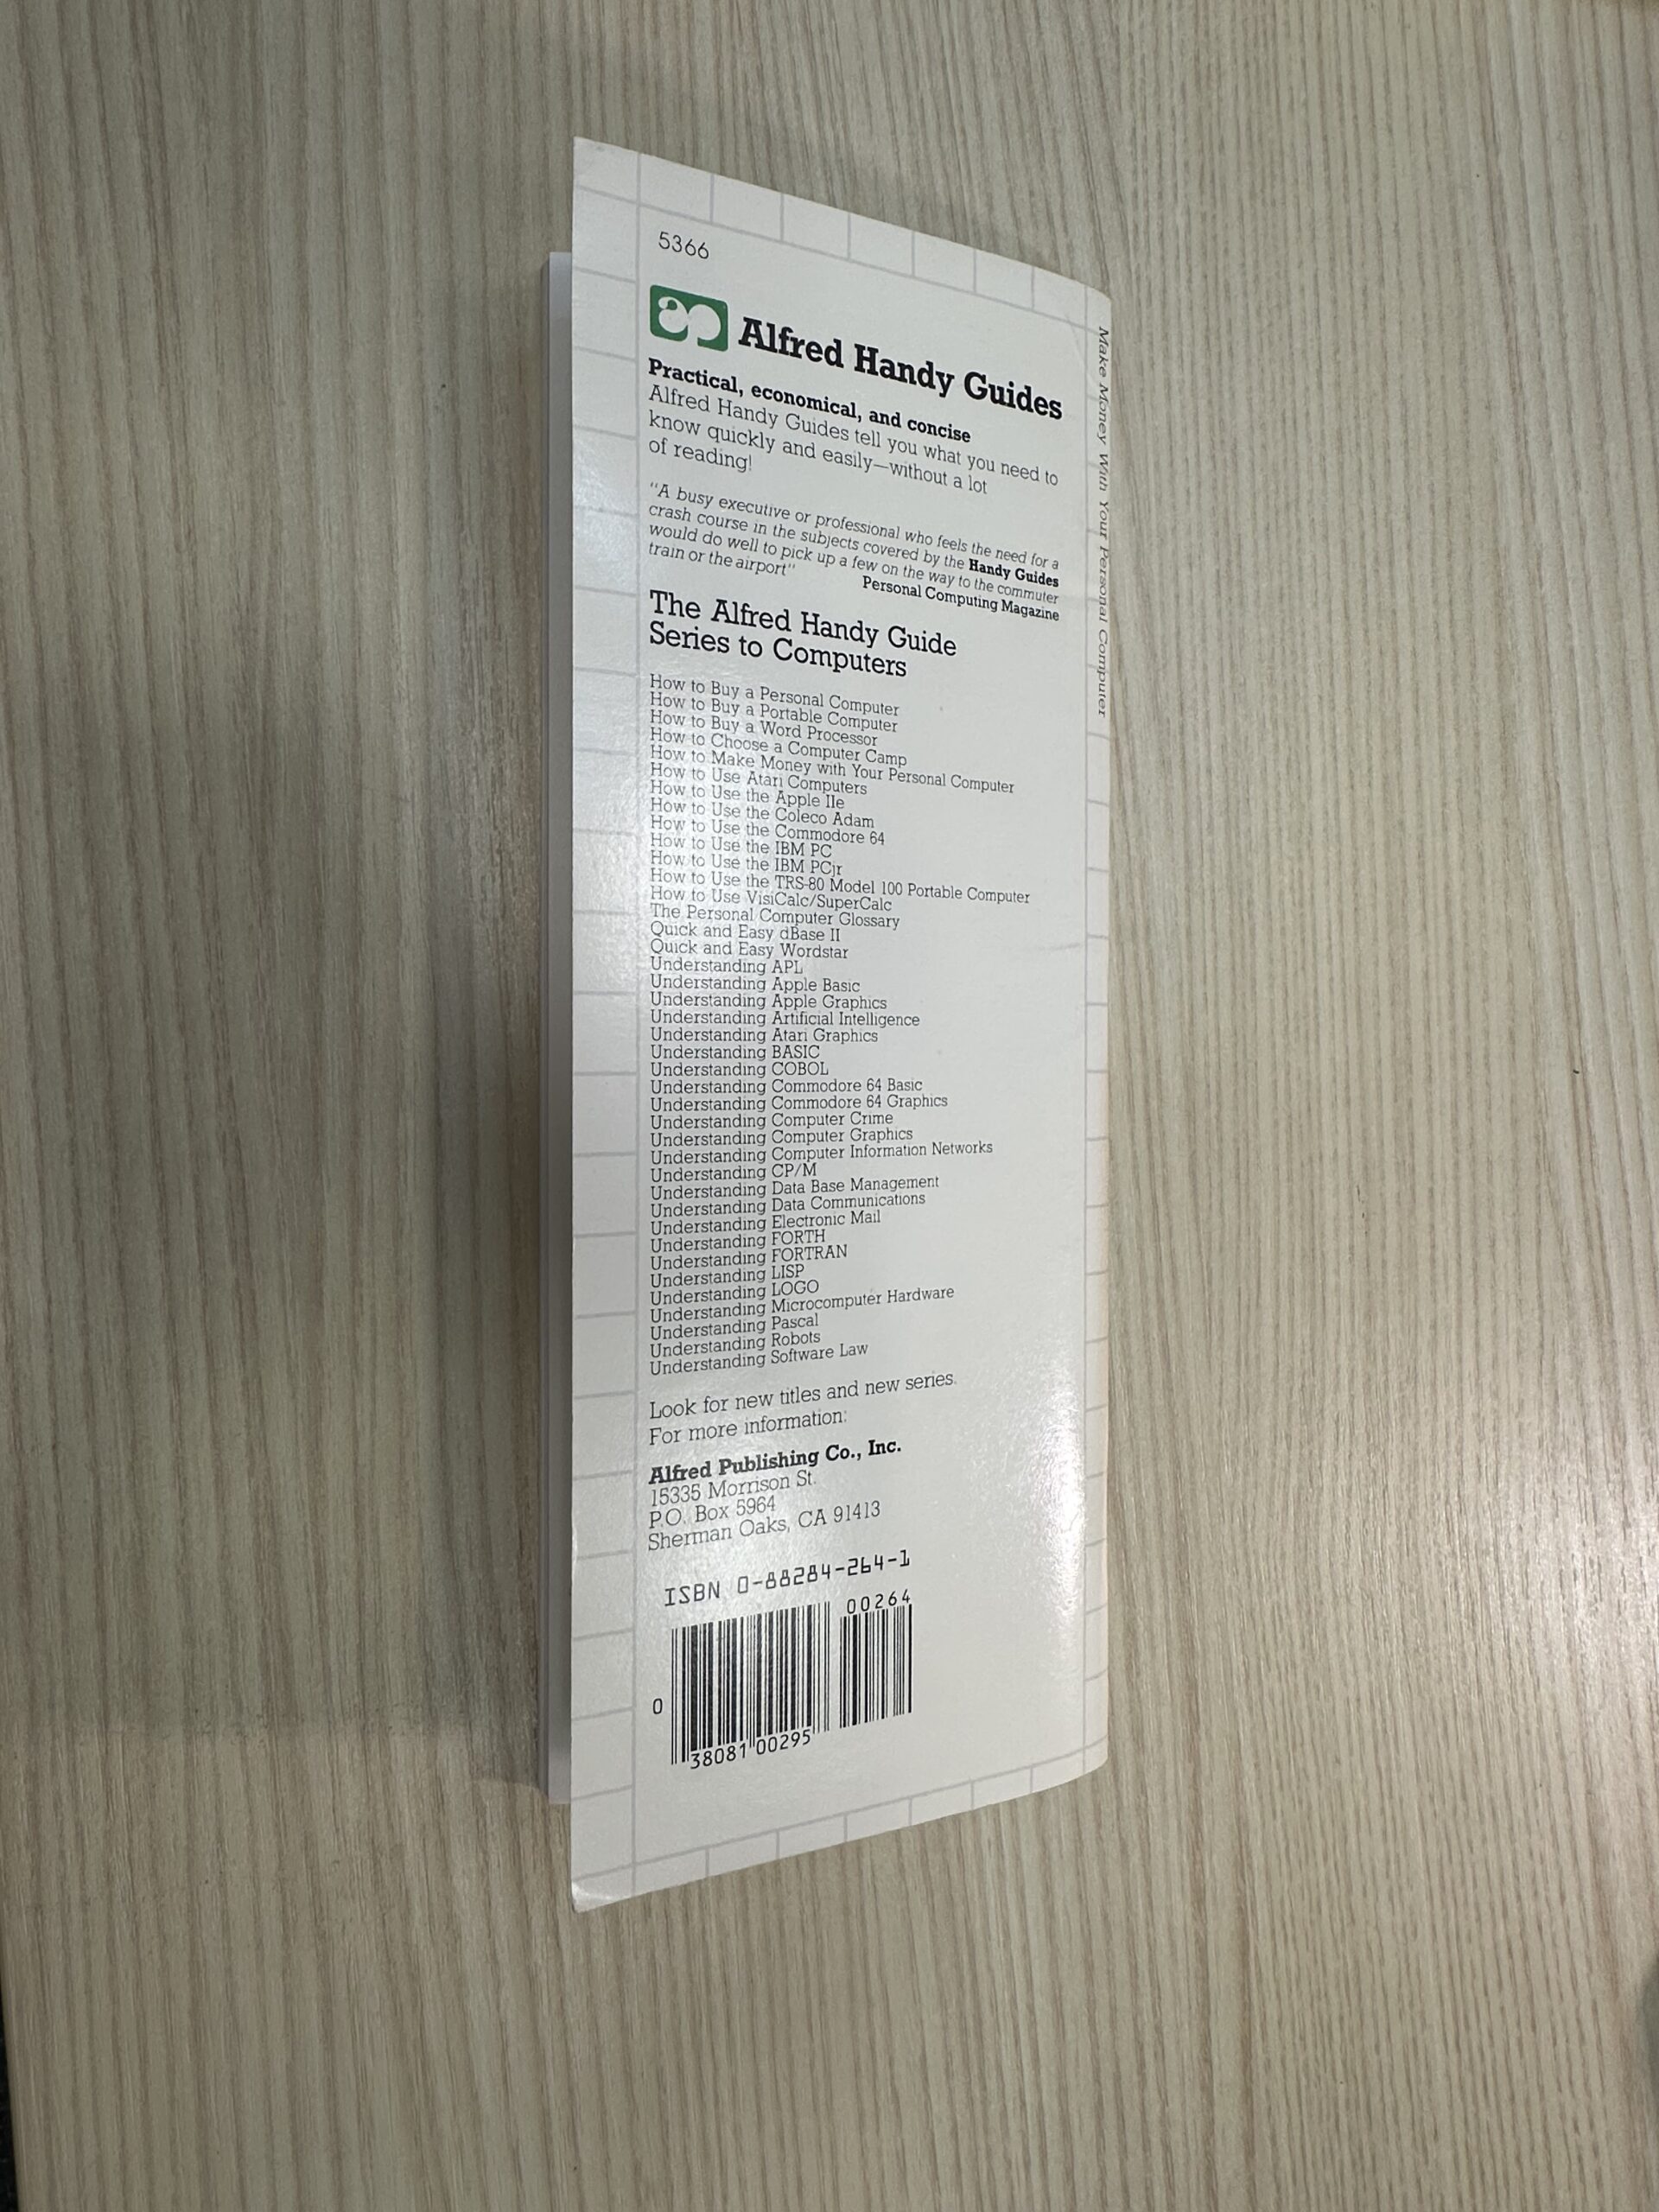 5366
Alfred Handy Guides
Practical, economical, and concise
Alfred Handy Guides tell you what you need to
know quickly and easily—without a lot
of reading!
"A busy executive or professional who feels the need for a
crash course in the subjects covered by the Handy Guides
would do well to pick up a few on the way to the commuter
train or the airport"
Personal Computing Magazine
The Alfred Handy Guide
Series to Computers
How to Buy a Personal Computer
How to Buy a Portable Computer
How to Buy a Word Processor
How to Choose a Computer Camp
How to Make Money with Your Personal Computer
How to Use Atari Computers
How to Use the Apple IIe
How to Use the Coleco Adam
How to Use the Commodore 64
How to Use the IBM PC
How to Use the IBM PCjr
How to Use the TRS-80 Model 100 Portable Computer
How to Use VisiCalc/SuperCalc
The Personal Computer Glossary
Quick and Easy dBase II
Quick and Easy Wordstar
Understanding APL
Understanding Apple Basic
Understanding Apple Graphics
Understanding Artificial Intelligence
Understanding Atari Graphics
Understanding BASIC
Understanding COBOL
Understanding Commodore 64 Basic
Understanding Commodore 64 Graphics
Understanding Computer Crime
Understanding Computer Graphics
Understanding Computer Information Networks
Understanding CP/M
Understanding Data Base Management
Understanding Data Communications
Understanding Electronic Mail
Understanding FORTH
Understanding FORTRAN
Understanding LISP
Understanding LOGO
Understanding Microcomputer Hardware
Understanding Pascal
Understanding Robots
Understanding Software Law
Look for new titles and new series.
For more information:
Alfred Publishing Co., Inc.
15335 Morrison St.
P.O. Box 5964
Sherman Oaks, CA 91413
ISBN 0-88284-264-1
00264
0
38081 00295
Make Money With Your Personal Computer